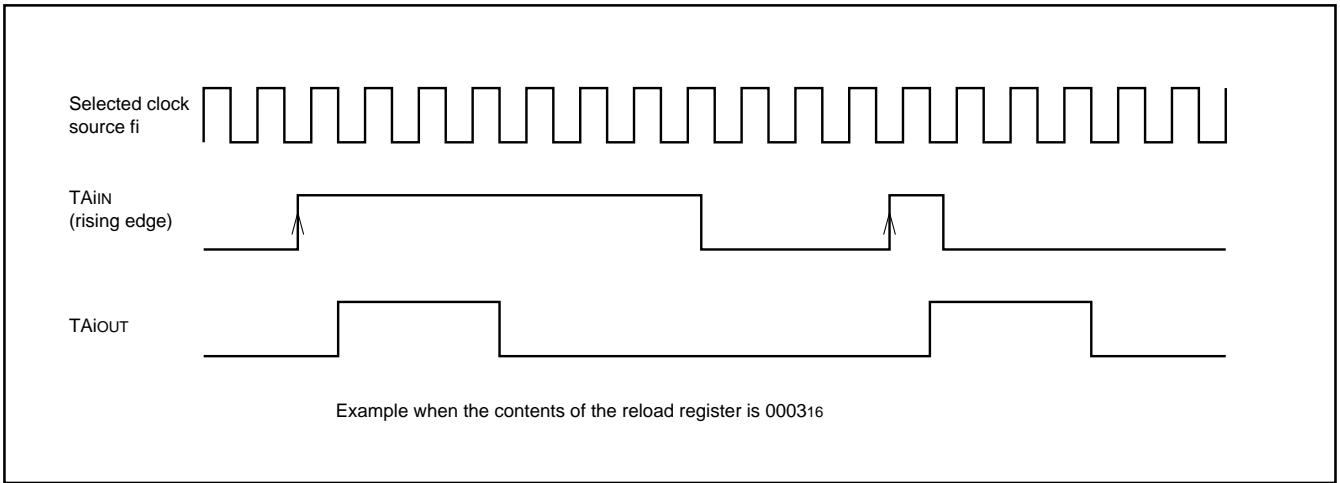 Selected clock
source fi
TAiIN
(rising edge)
TAiOUT
Example when the contents of the reload register is 000316